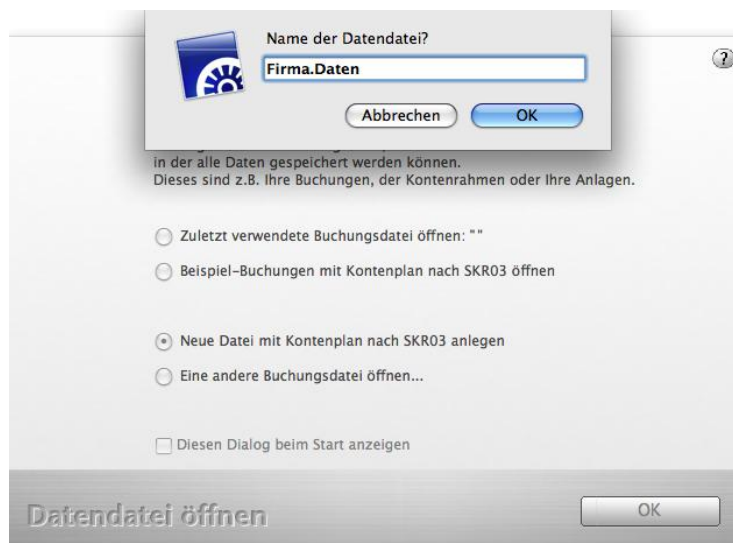 Name der Datendatei?
Firma.Daten
Abbrechen
OK
?
in der alle Daten gespeichert werden können.
Dieses sind z.B. Ihre Buchungen, der Kontenrahmen oder Ihre Anlagen.
Zuletzt verwendete Buchungsdatei öffnen: ""
Beispiel-Buchungen mit Kontenplan nach SKR03 öffnen
Neue Datei mit Kontenplan nach SKR03 anlegen
Eine andere Buchungsdatei öffnen...
Diesen Dialog beim Start anzeigen
Datendatei öffnen
OK